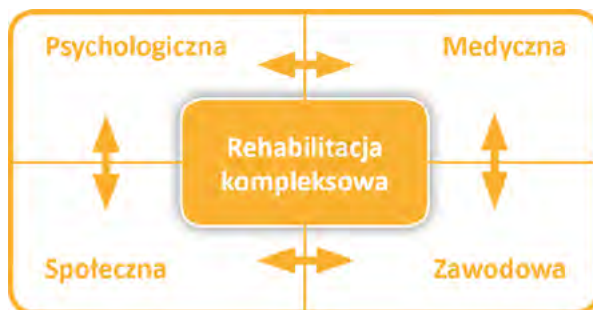 Psychologiczna
Medyczna
Rehabilitacja
kompleksowa
Społeczna
Zawodowa